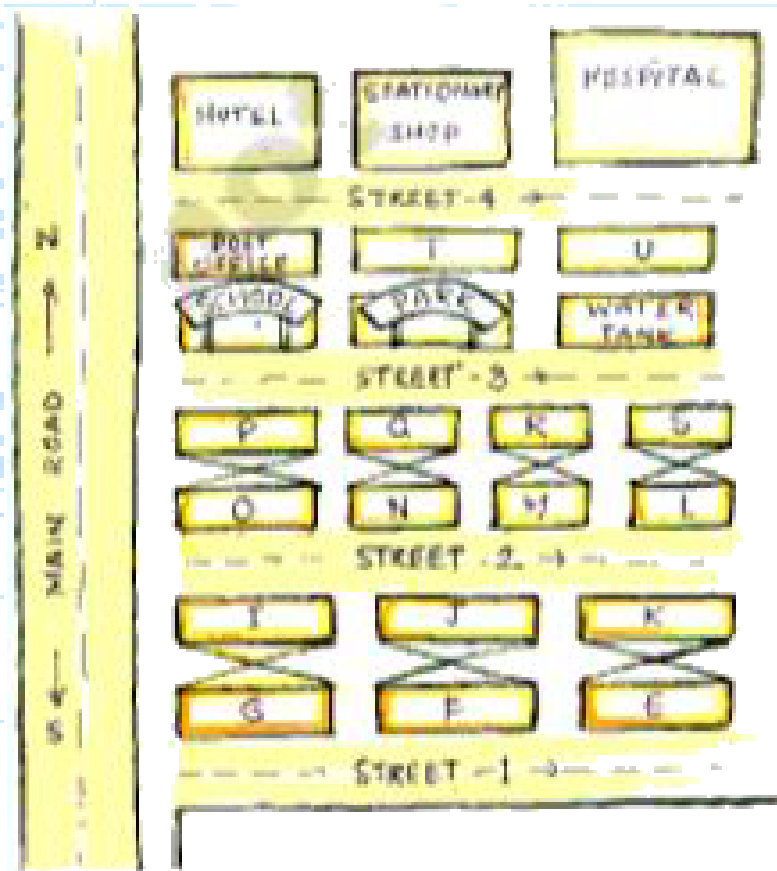 HOTEL
STATIONARY
SHOP
HOSPITAL
STREET-4 →
POST
OFFICE
T
U
SCHOOL
PARK
WATER
TANK
STREET-3 →
P
Q
R
S
O
N
M
L
STREET-2 →
I
J
K
G
F
E
STREET-1 →
S ← MAIN ROAD → N